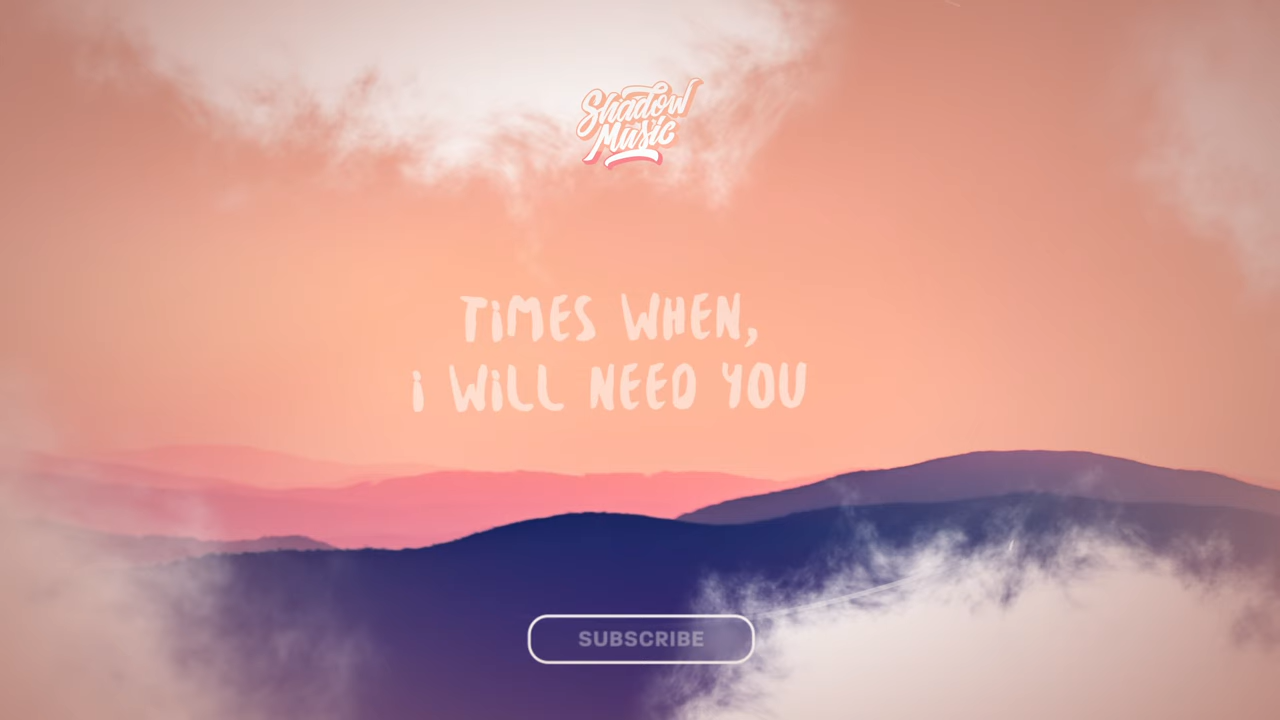 Shadow
Music
TiMES WHEN,
i WiLL NEED YOU
SUBSCRIBE